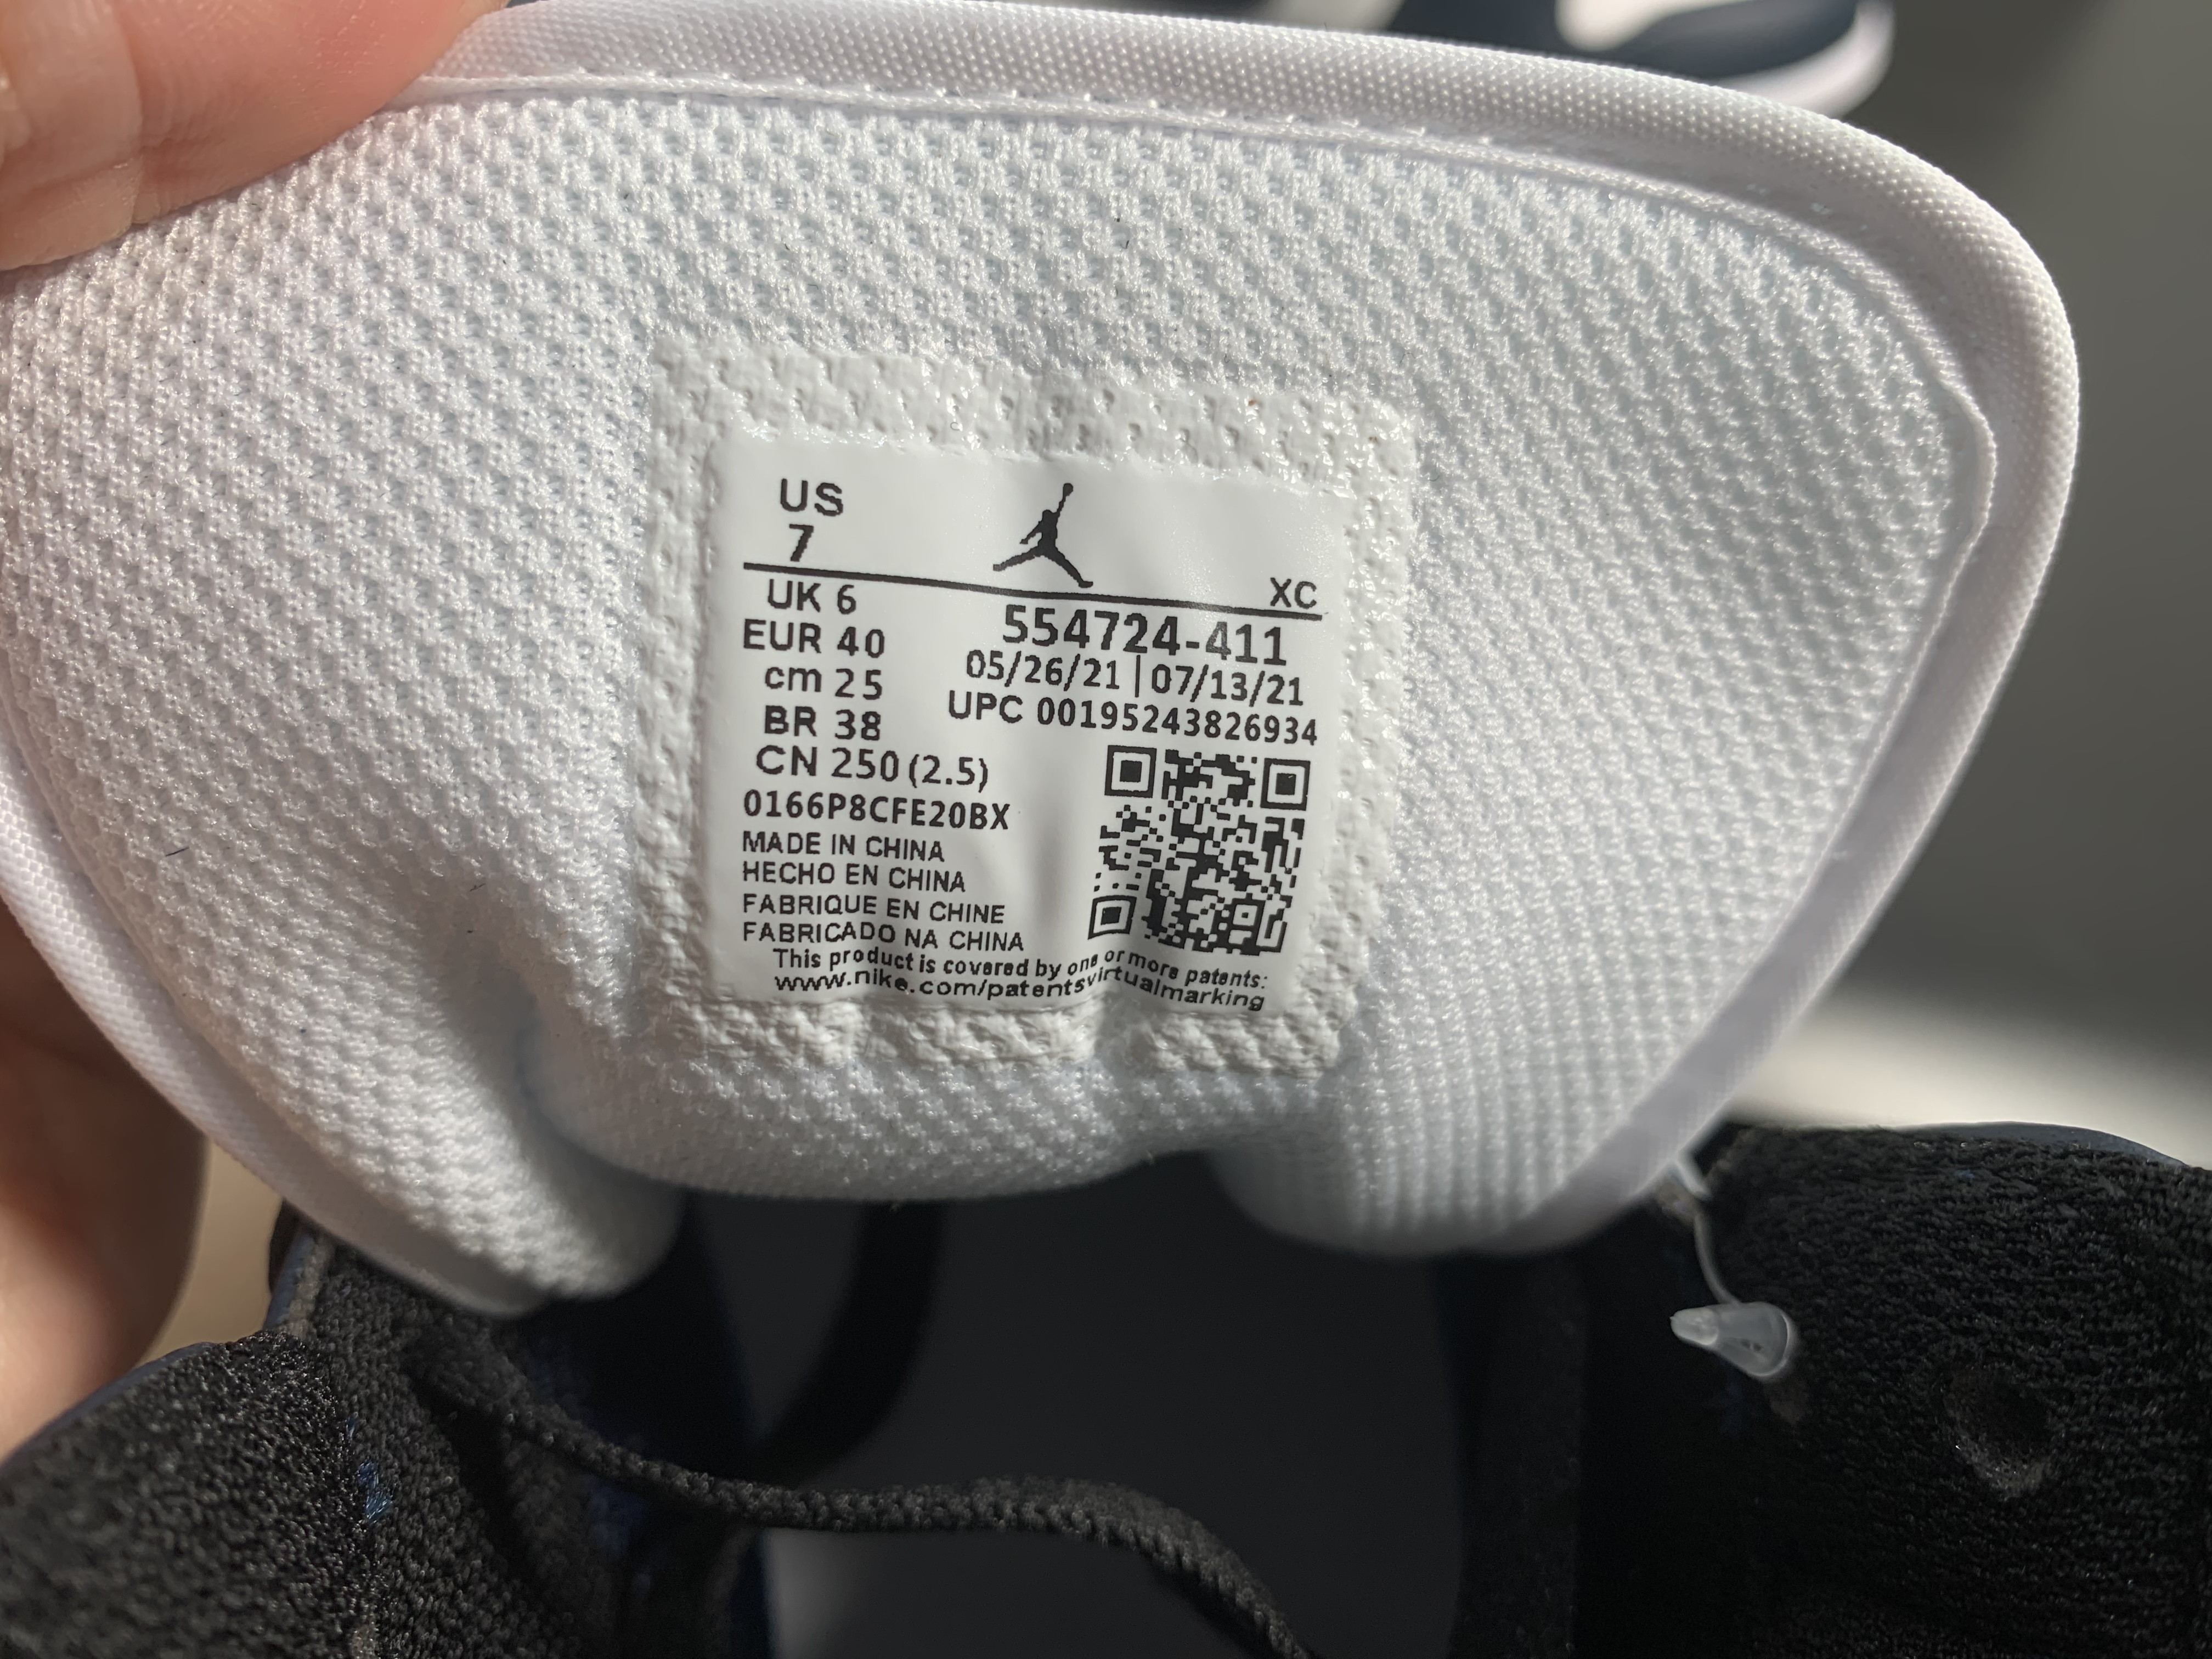 US
7
XC
UK 6
EUR 40
cm 25
BR 38
CN 250 (2.5)
0166P8CFE20BX
554724-411
05/26/21 | 07/13/21
UPC 00195243826934
MADE IN CHINA
HECHO EN CHINA
FABRIQUE EN CHINE
FABRICADO NA CHINA
This product is covered by one or more patents:
www.nike.com/patentsvirtualmarking